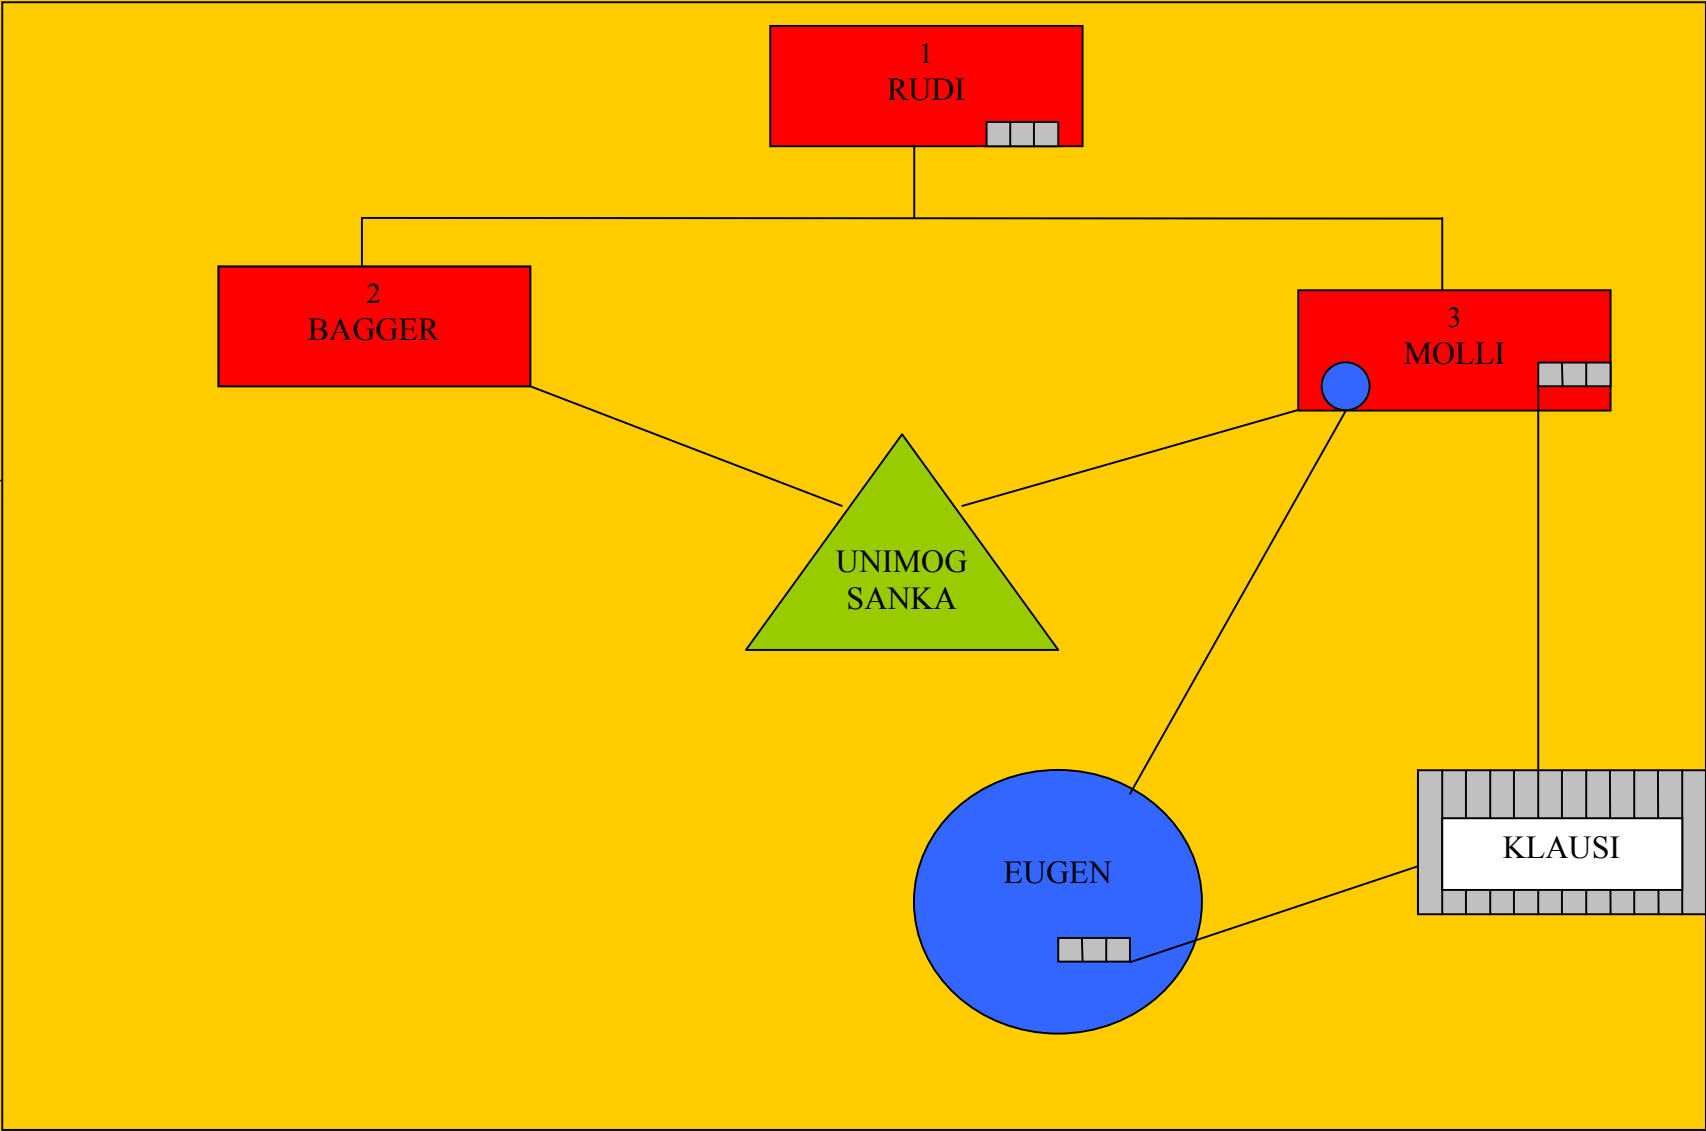 1
RUDI
2
BAGGER
3
MOLLI
UNIMOG
SANKA
EUGEN
KLAUSI